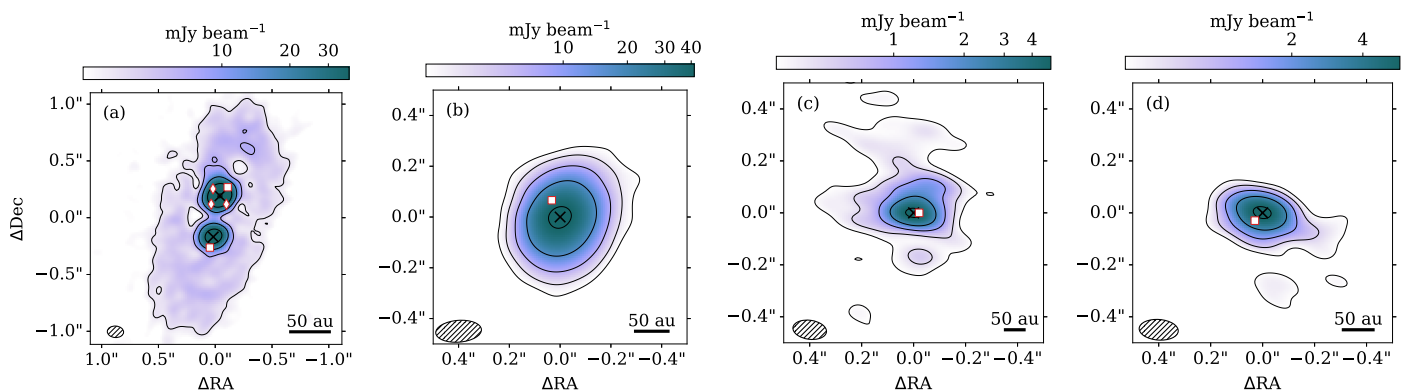 mJy beam⁻¹
10 20 30
(a)
1.0"
0.5"
0.0"
−0.5"
−1.0"
ΔDec
50 au
1.0" 0.5" 0.0" −0.5" −1.0"
ΔRA
mJy beam⁻¹
10 20 30 40
(b)
0.4"
0.2"
0.0"
−0.2"
−0.4"
50 au
0.4" 0.2" 0.0" −0.2" −0.4"
ΔRA
mJy beam⁻¹
1 2 3 4
(c)
0.4"
0.2"
0.0"
−0.2"
−0.4"
50 au
0.4" 0.2" 0.0" −0.2" −0.4"
ΔRA
mJy beam⁻¹
2 4
(d)
0.4"
0.2"
0.0"
−0.2"
−0.4"
50 au
0.4" 0.2" 0.0" −0.2" −0.4"
ΔRA